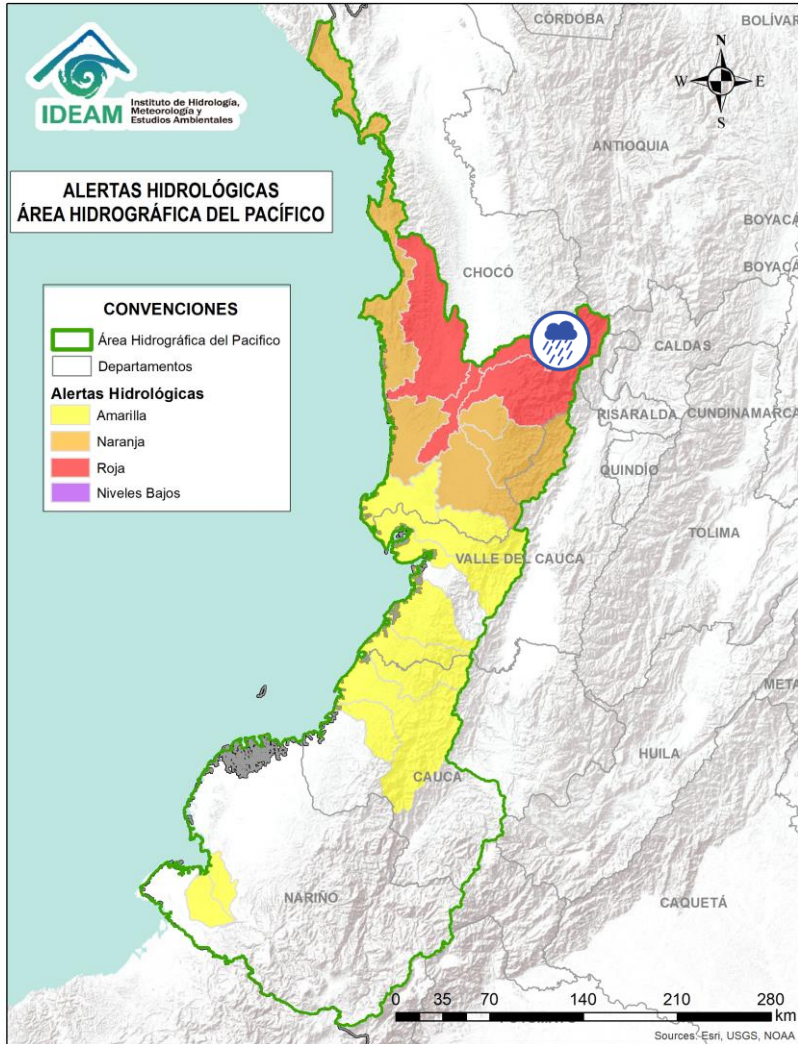 CÓRDOBA
BOLÍVAR
N
W
E
S
IDEAM
Instituto de Hidrología,
Meteorología y
Estudios Ambientales
ANTIOQUIA
ALERTAS HIDROLÓGICAS
ÁREA HIDROGRÁFICA DEL PACÍFICO
BOYACÁ
CHOCÓ
BOYACÁ
CONVENCIONES
Área Hidrográfica del Pacifico
Departamentos
Alertas Hidrológicas
Amarilla
Naranja
Roja
Niveles Bajos
CALDAS
RISARALDA
CUNDINAMARCA
QUINDÍO
TOLIMA
VALLE DEL CAUCA
META
HUILA
CAUCA
NARIÑO
CAQUETÁ
0 35 70 140 210 280
km
Sources: Esri, USGS, NOAA